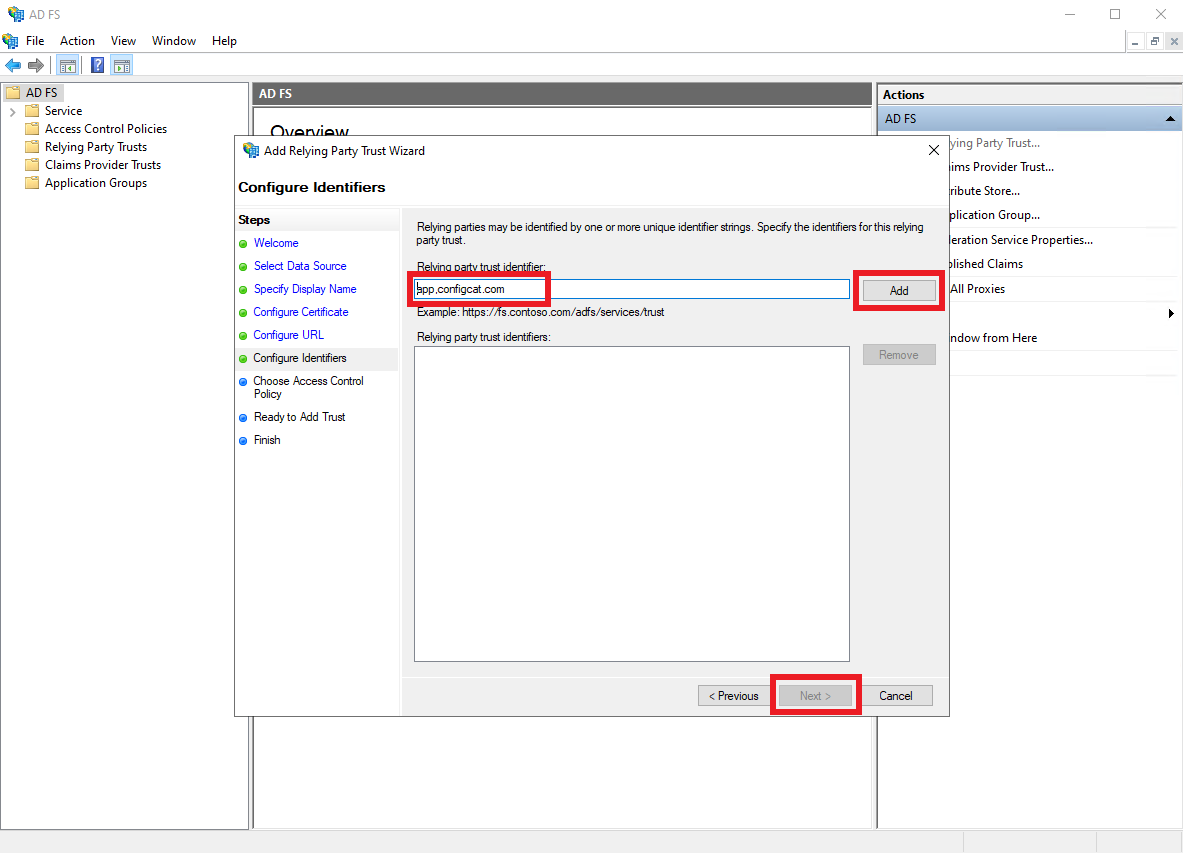 AD FS
File Action View Window Help
AD FS
Service
Access Control Policies
Relying Party Trusts
Claims Provider Trusts
Application Groups
AD FS
Overview
Actions
AD FS
ying Party Trust...
ims Provider Trust...
ribute Store...
plication Group...
eration Service Properties...
lished Claims
All Proxies
ndow from Here
Add Relying Party Trust Wizard
Configure Identifiers
Steps
Welcome
Select Data Source
Specify Display Name
Configure Certificate
Configure URL
Configure Identifiers
Choose Access Control
Policy
Ready to Add Trust
Finish
Relying parties may be identified by one or more unique identifier strings. Specify the identifiers for this relying
party trust.
Relying party trust identifier:
app.configcat.com
Add
Example: https://fs.contoso.com/adfs/services/trust
Relying party trust identifiers:
Remove
< Previous
Next >
Cancel